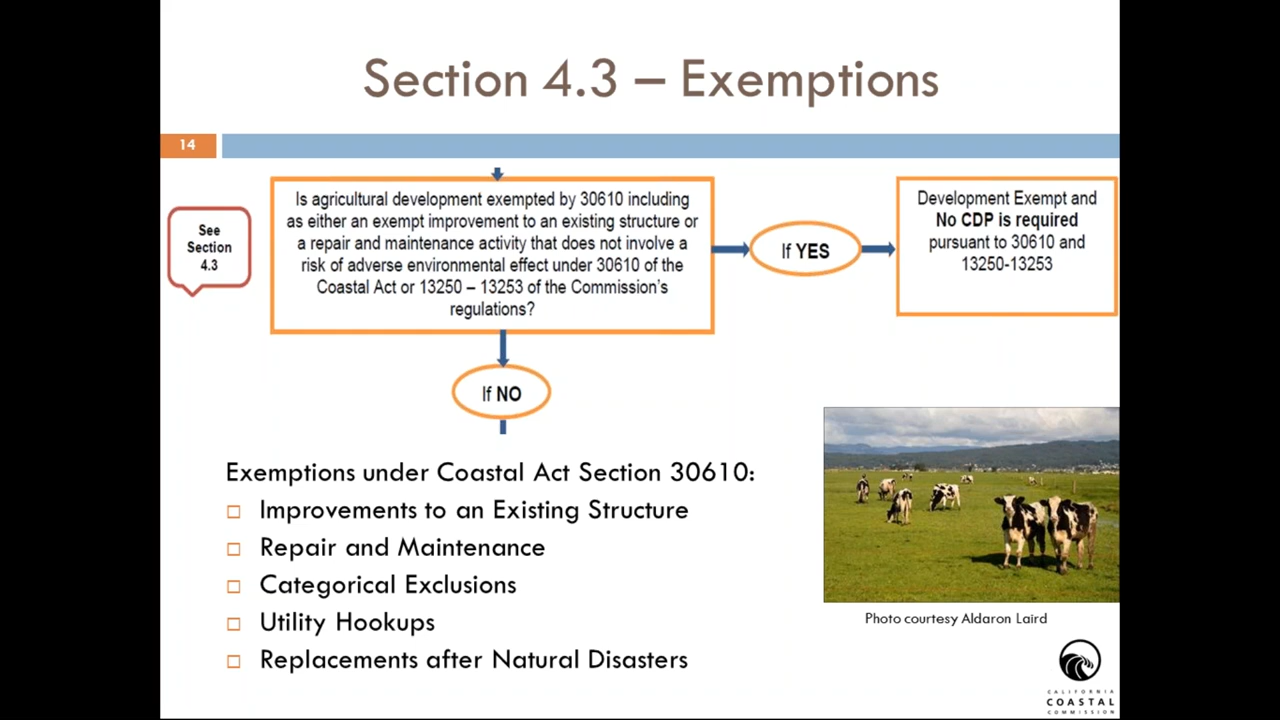 Section 4.3 – Exemptions
14
See
Section
4.3
Is agricultural development exempted by 30610 including
as either an exempt improvement to an existing structure or
a repair and maintenance activity that does not involve a
risk of adverse environmental effect under 30610 of the
Coastal Act or 13250 – 13253 of the Commission's
regulations?
If YES
Development Exempt and
No CDP is required
pursuant to 30610 and
13250-13253
If NO
Exemptions under Coastal Act Section 30610:
Improvements to an Existing Structure
Repair and Maintenance
Categorical Exclusions
Utility Hookups
Replacements after Natural Disasters
Photo courtesy Aldaron Laird
CALIFORNIA
COASTAL
COMMISSION